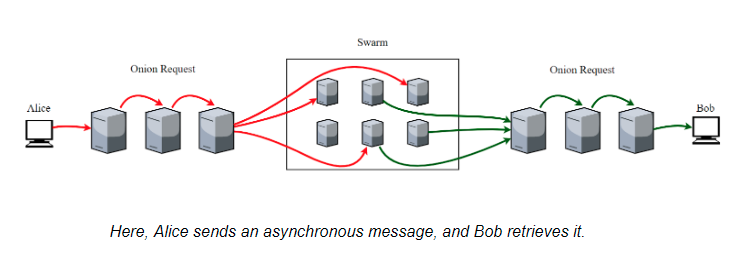 Swarm
Onion Request
Onion Request
Alice
Bob
Here, Alice sends an asynchronous message, and Bob retrieves it.